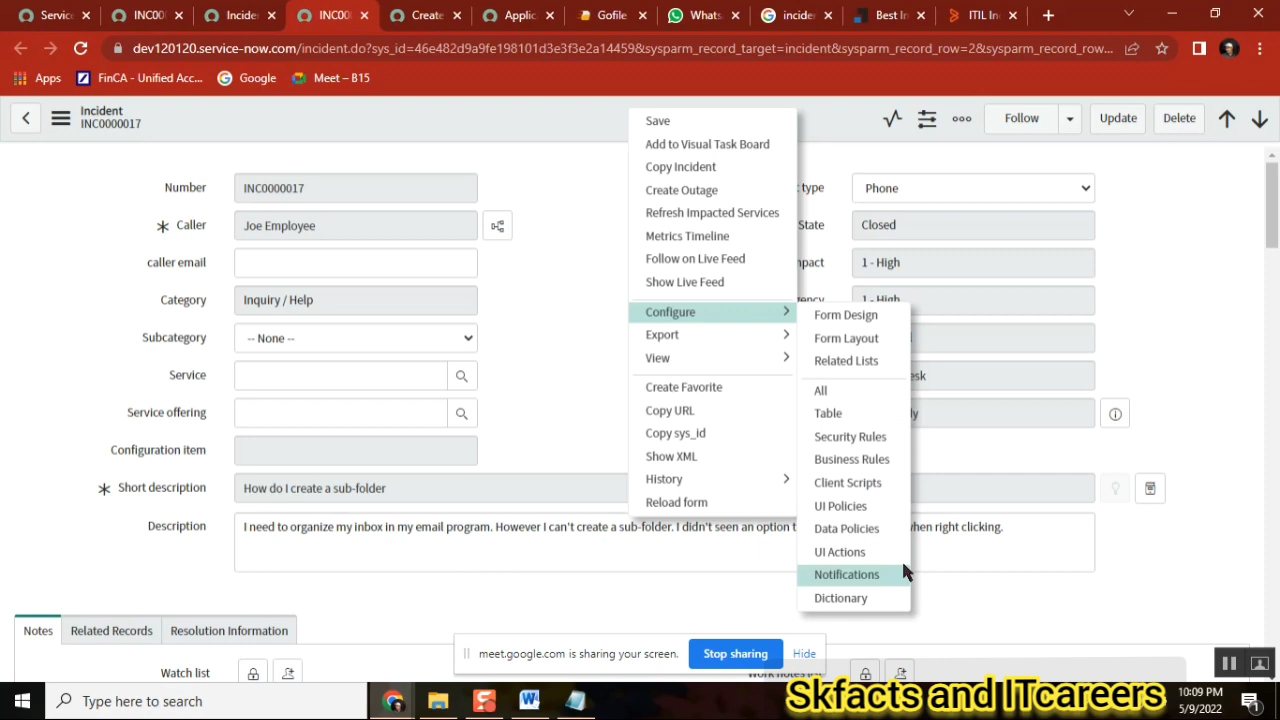 Servic
INC00
Inciden
INC00
Create
Applic
Gofile
Whats
inciden
Best In
ITIL In
dev120120.service-now.com/incident.do?sys_id=46e482d9a9fe198101d3e3f3e2a14459&sysparm_record_target=incident&sysparm_record_row=2&sysparm_record_row...
Apps
FinCA - Unified Acc...
Google
Meet – B15
Incident
INC0000017
Follow
Update
Delete
Save
Add to Visual Task Board
Copy Incident
Create Outage
Refresh Impacted Services
Metrics Timeline
Follow on Live Feed
Show Live Feed
Configure
Export
View
Create Favorite
Copy URL
Copy sys_id
Show XML
History
Reload form
Form Design
Form Layout
Related Lists
All
Table
Security Rules
Business Rules
Client Scripts
UI Policies
Data Policies
UI Actions
Notifications
Dictionary
Number INC0000017
Caller Joe Employee
caller email
Category Inquiry / Help
Subcategory -- None --
Service
Service offering
Configuration item
Short description How do I create a sub-folder
Description I need to organize my inbox in my email program. However I can't create a sub-folder. I didn't seen an option t when right clicking.
t type Phone
State Closed
npact 1 - High
ency 1 - High
esk
dy
Notes
Related Records
Resolution Information
Watch list
meet.google.com is sharing your screen.
Stop sharing
Hide
Type here to search
Skfacts and ITcareers
10:09 PM
5/9/2022
1